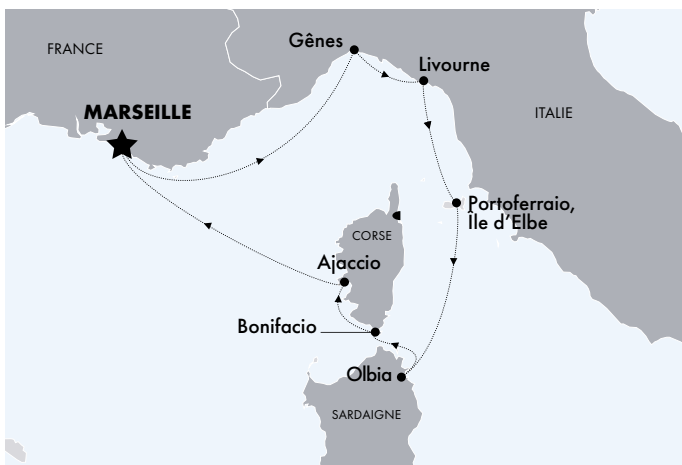 Gênes
FRANCE
Livourne
MARSEILLE
ITALIE
Portoferraio,
Île d'Elbe
CORSE
Ajaccio
Bonifacio
Olbia
SARDAIGNE